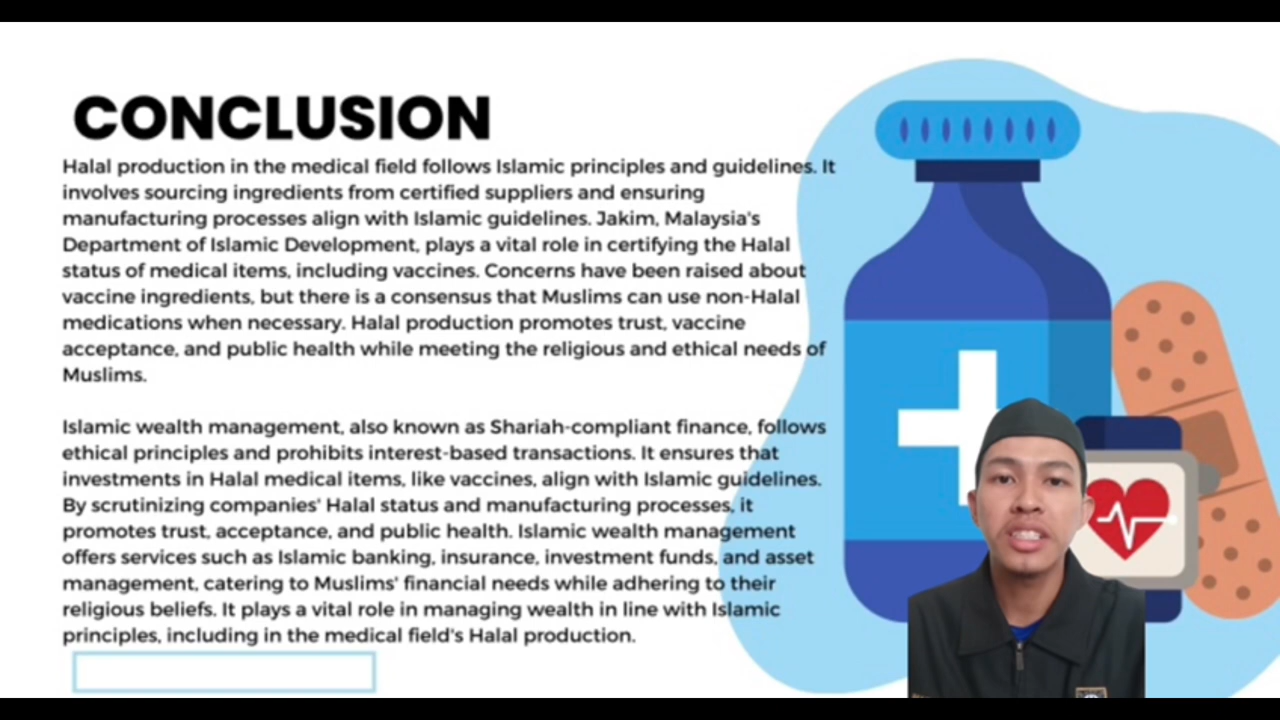 CONCLUSION
Halal production in the medical field follows Islamic principles and guidelines. It
involves sourcing ingredients from certified suppliers and ensuring
manufacturing processes align with Islamic guidelines. Jakim, Malaysia's
Department of Islamic Development, plays a vital role in certifying the Halal
status of medical items, including vaccines. Concerns have been raised about
vaccine ingredients, but there is a consensus that Muslims can use non-Halal
medications when necessary. Halal production promotes trust, vaccine
acceptance, and public health while meeting the religious and ethical needs of
Muslims.
Islamic wealth management, also known as Shariah-compliant finance, follows
ethical principles and prohibits interest-based transactions. It ensures that
investments in Halal medical items, like vaccines, align with Islamic guidelines.
By scrutinizing companies' Halal status and manufacturing processes, it
promotes trust, acceptance, and public health. Islamic wealth management
offers services such as Islamic banking, insurance, investment funds, and asset
management, catering to Muslims' financial needs while adhering to their
religious beliefs. It plays a vital role in managing wealth in line with Islamic
principles, including in the medical field's Halal production.